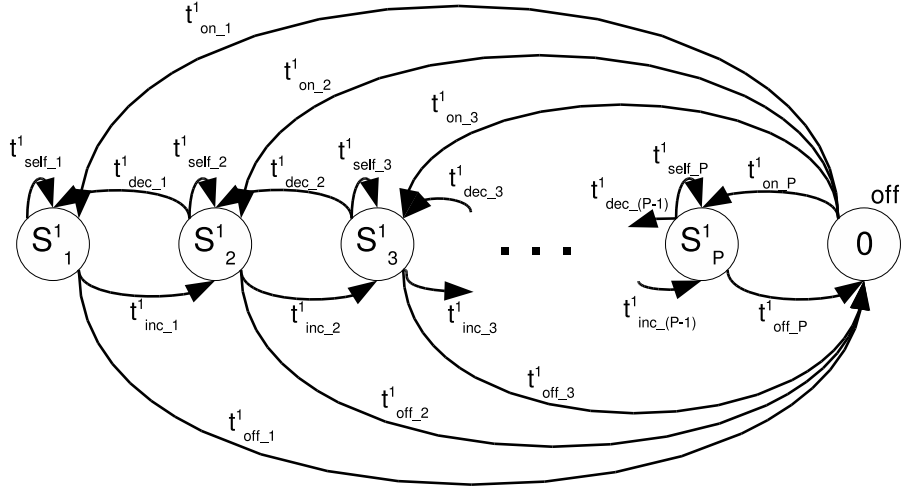 t¹on_1
t¹on_2
t¹on_3
t¹self_1
t¹dec_1
t¹self_2
t¹dec_2
t¹self_3
t¹dec_3
t¹dec_(P-1)
t¹self_P
t¹on_P
off
S¹1
S¹2
S¹3
. . .
S¹P
0
t¹inc_1
t¹inc_2
t¹inc_3
t¹inc_(P-1)
t¹off_P
t¹off_3
t¹off_2
t¹off_1